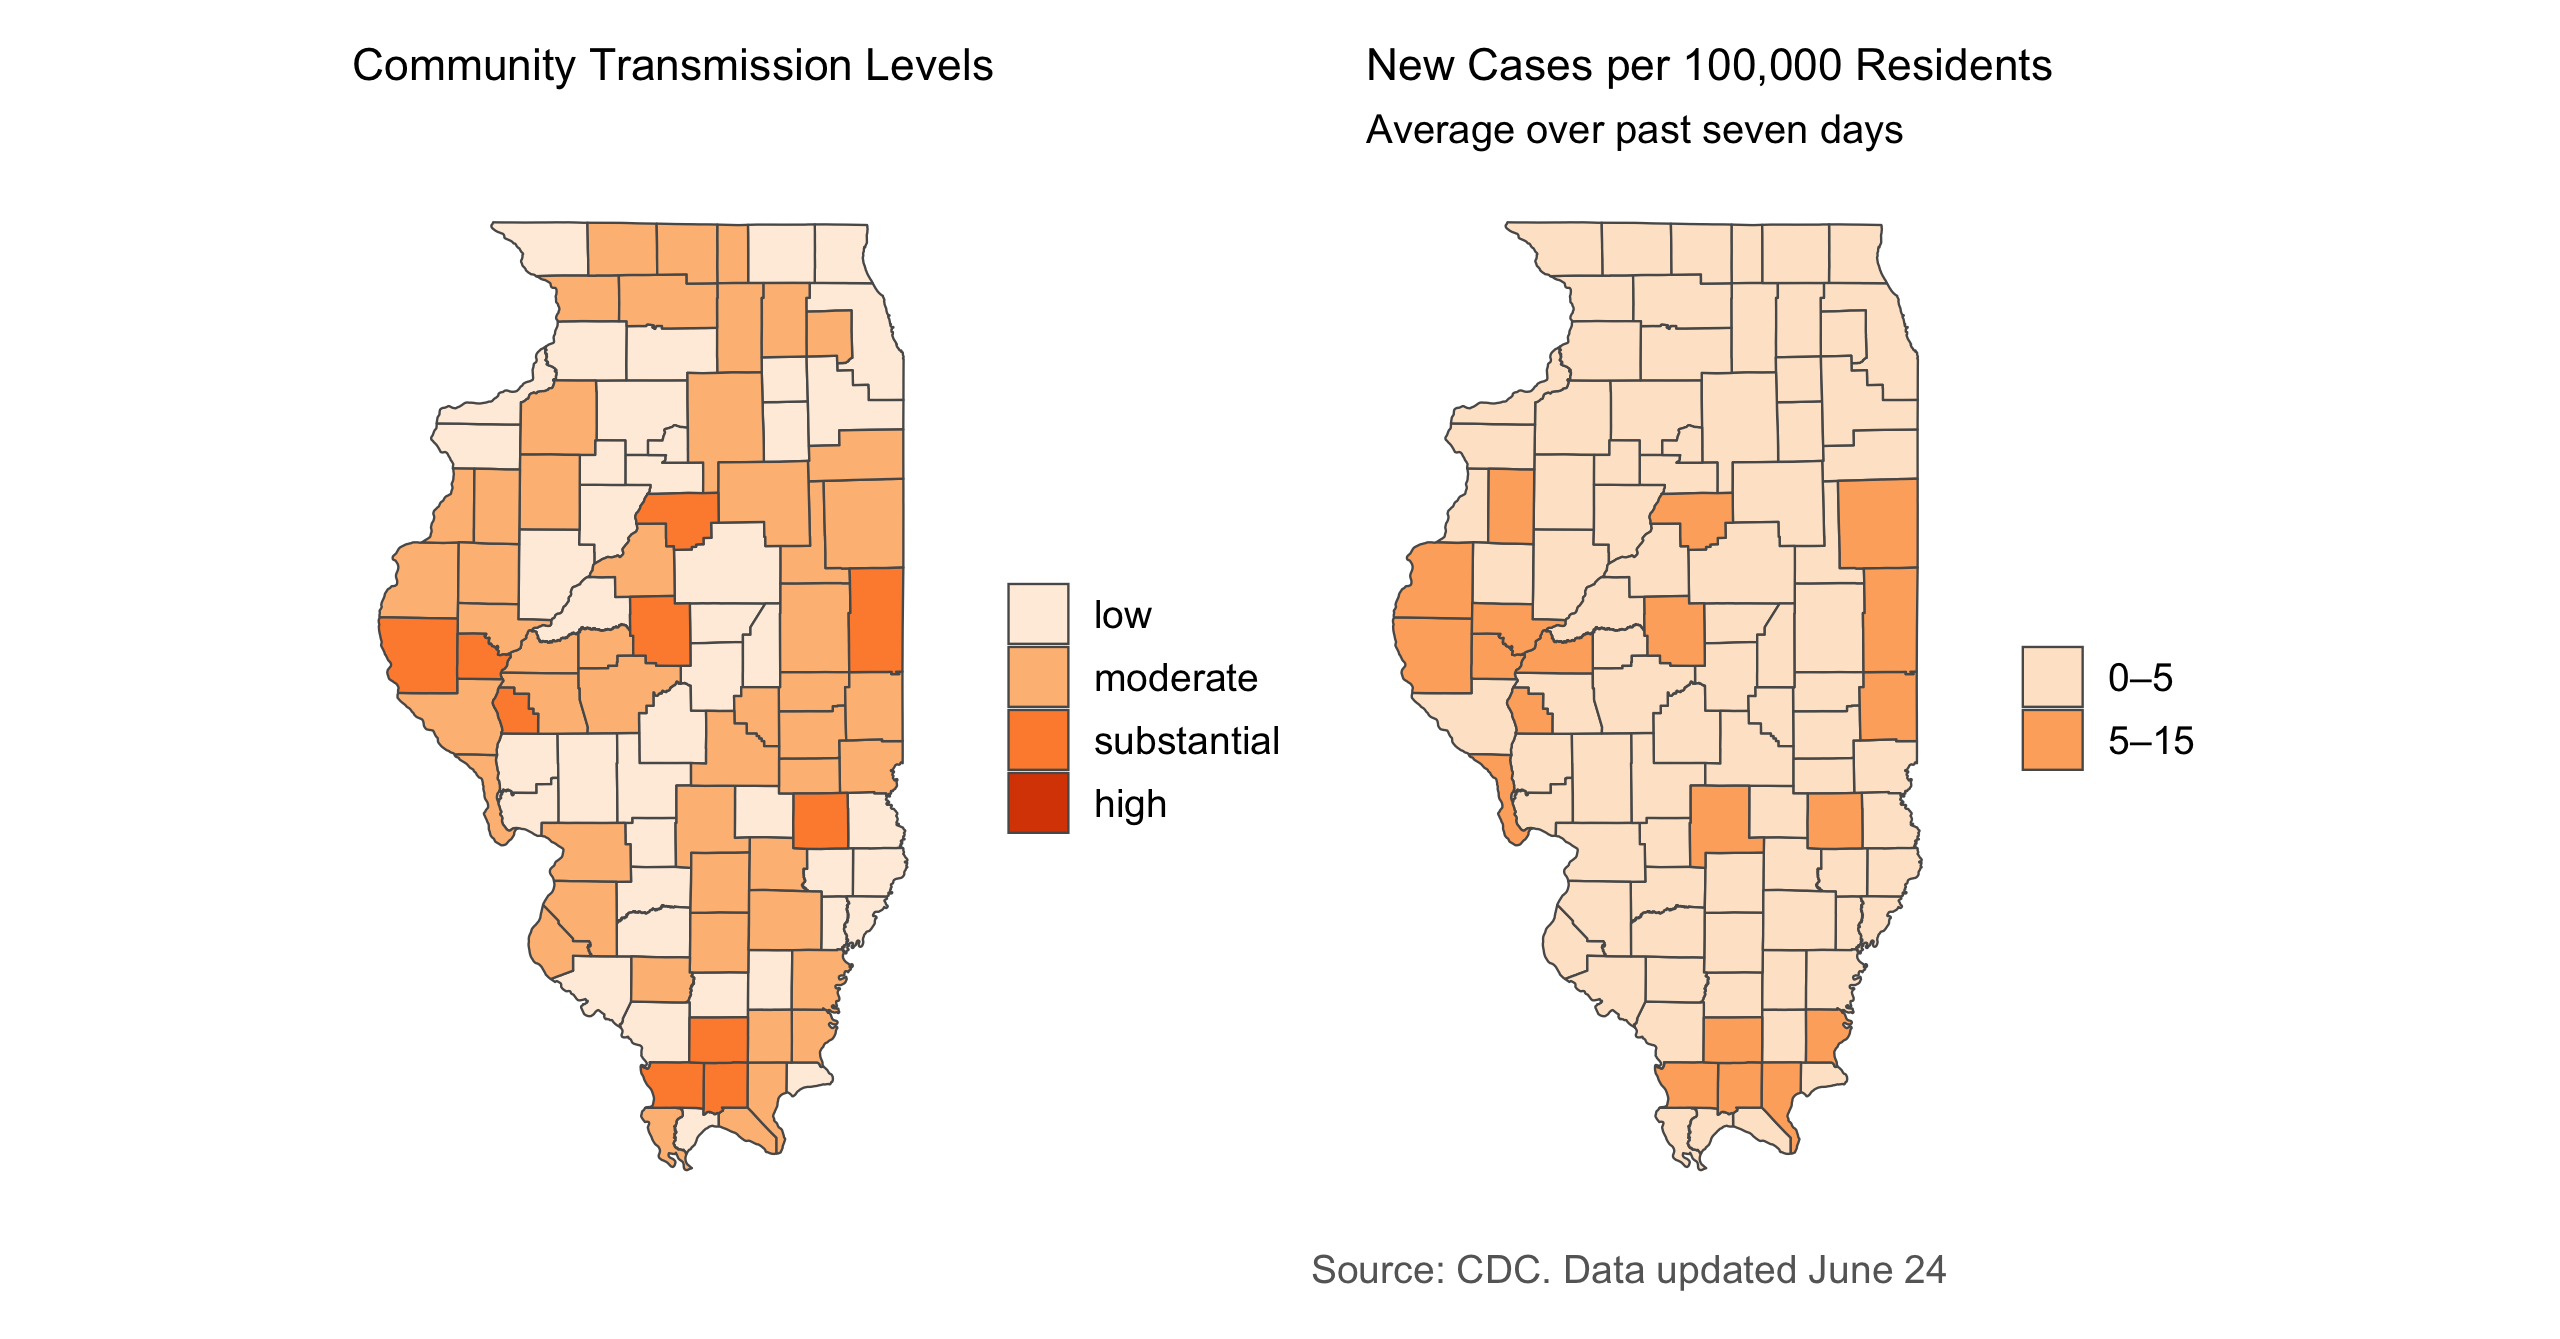 Community Transmission Levels
low
moderate
substantial
high
New Cases per 100,000 Residents
Average over past seven days
0–5
5–15
Source: CDC. Data updated June 24